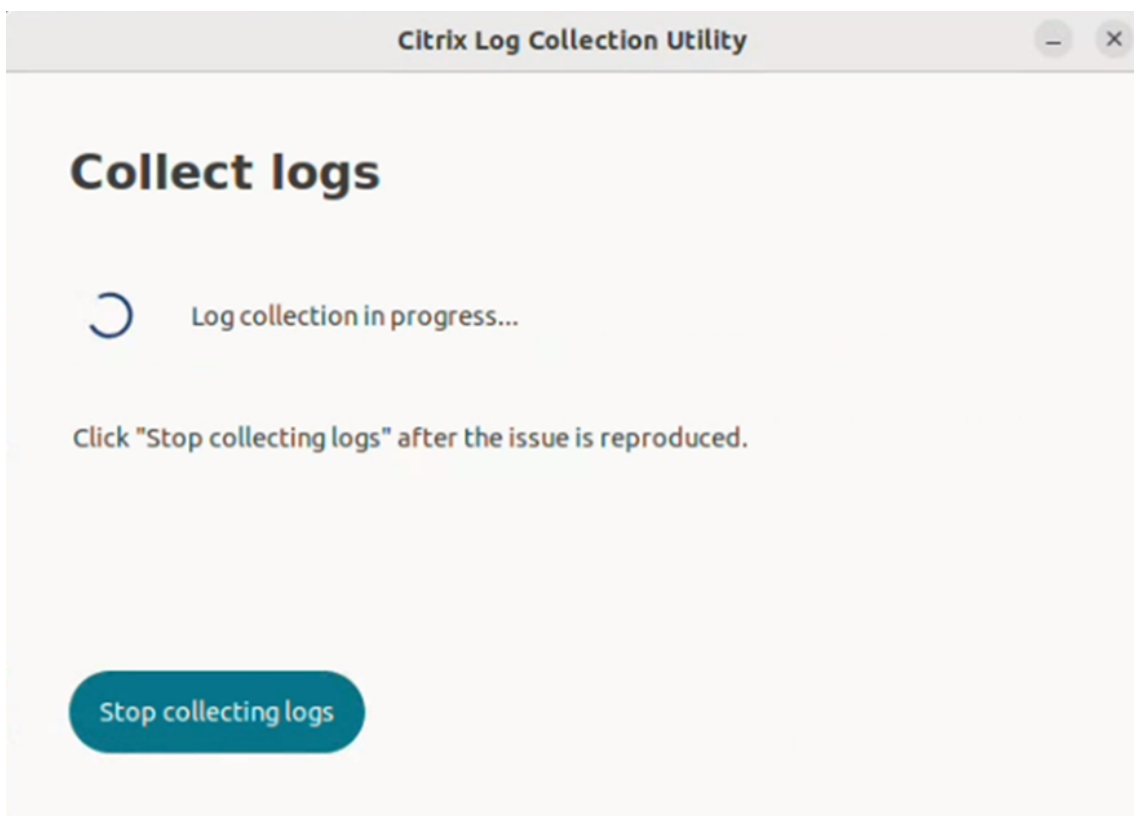 Citrix Log Collection Utility
Collect logs
Log collection in progress...
Click "Stop collecting logs" after the issue is reproduced.
Stop collecting logs